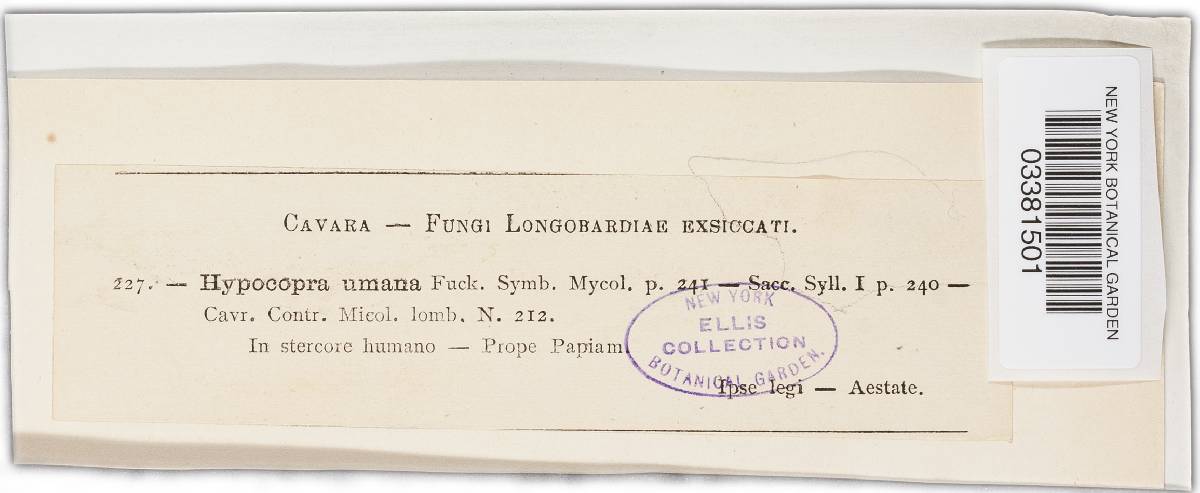 CAVARA — FUNGI LONGOBARDIAE EXSICCATI.
227. — Hypocopra umana Fuck. Symb. Mycol. p. 241 — Sacc. Syll. I p. 240 —
Cavr. Contr. Micol. lomb. N. 212.
In stercore humano — Prope Papiam.
Ipse legi — Aestate.
NEW YORK
ELLIS
COLLECTION
BOTANICAL GARDEN.
NEW YORK BOTANICAL GARDEN
03381501